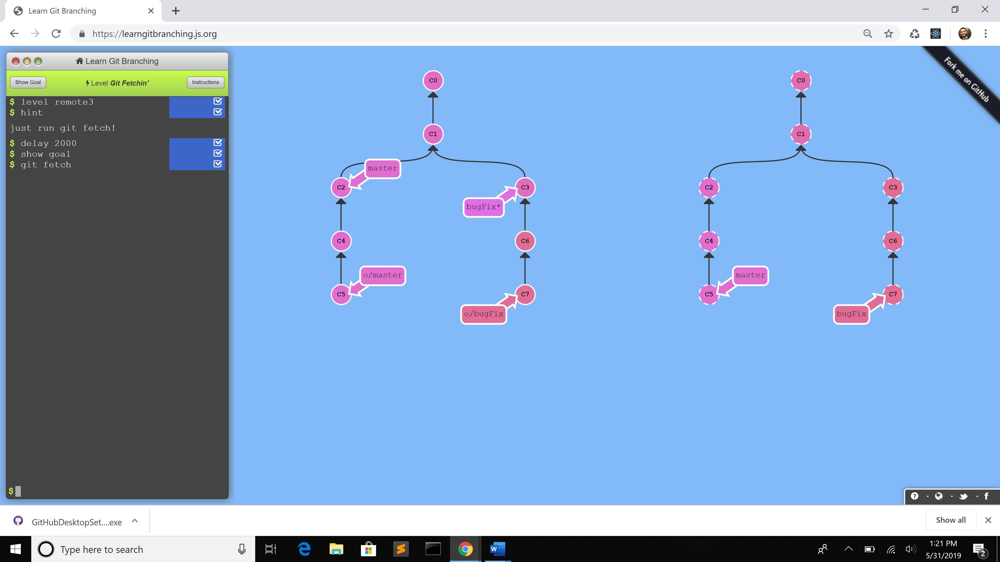 Learn Git Branching
https://learngitbranching.js.org
Learn Git Branching
Show Goal
Level Git Fetchin'
Instructions
$ level remote3
$ hint
just run git fetch!
$ delay 2000
$ show goal
$ git fetch
$
C0
C1
master
C2
C3
bugFix*
C4
C6
o/master
C5
C7
o/bugFix
C0
C1
C2
C3
C4
C6
master
C5
C7
bugFix
Fork me on GitHub
GitHubDesktopSet....exe
Show all
Type here to search
1:21 PM
5/31/2019
2